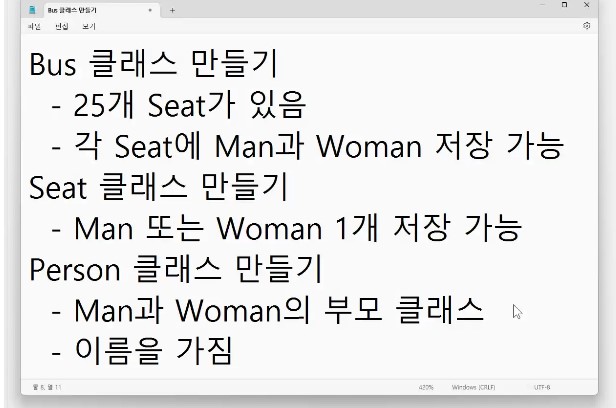 Bus 클래스 만들기
파일 편집 보기
Bus 클래스 만들기
- 25개 Seat가 있음
- 각 Seat에 Man과 Woman 저장 가능
Seat 클래스 만들기
- Man 또는 Woman 1개 저장 가능
Person 클래스 만들기
- Man과 Woman의 부모 클래스
- 이름을 가짐
줄 8, 열 11 420% Windows (CRLF) UTF-8